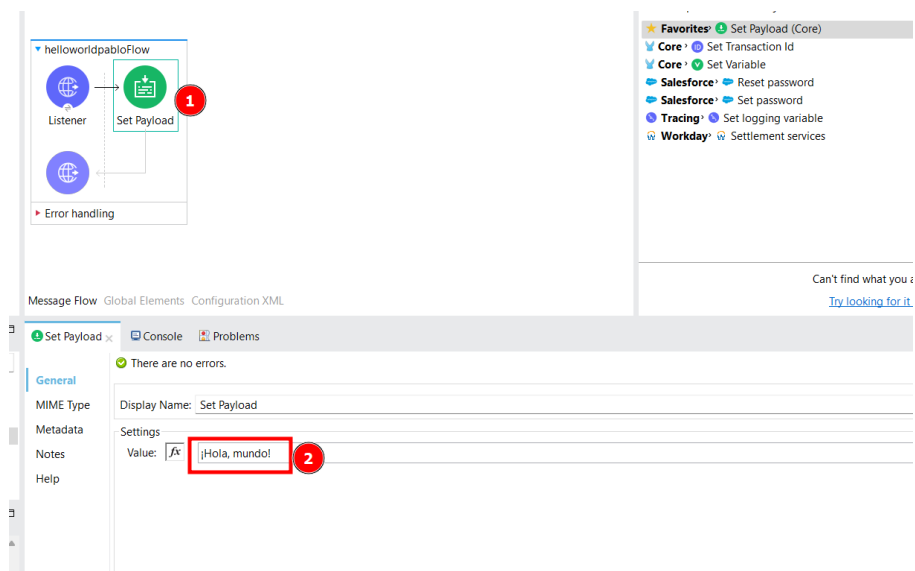 helloworldpabloFlow
Listener
Set Payload
1
Error handling
Message Flow Global Elements Configuration XML
Favorites Set Payload (Core)
Core Set Transaction Id
Core Set Variable
Salesforce Reset password
Salesforce Set password
Tracing Set logging variable
Workday Settlement services
Can't find what you a
Try looking for it
Set Payload Console Problems
There are no errors.
General
MIME Type
Metadata
Notes
Help
Display Name: Set Payload
Settings
Value: fx ¡Hola, mundo!
2